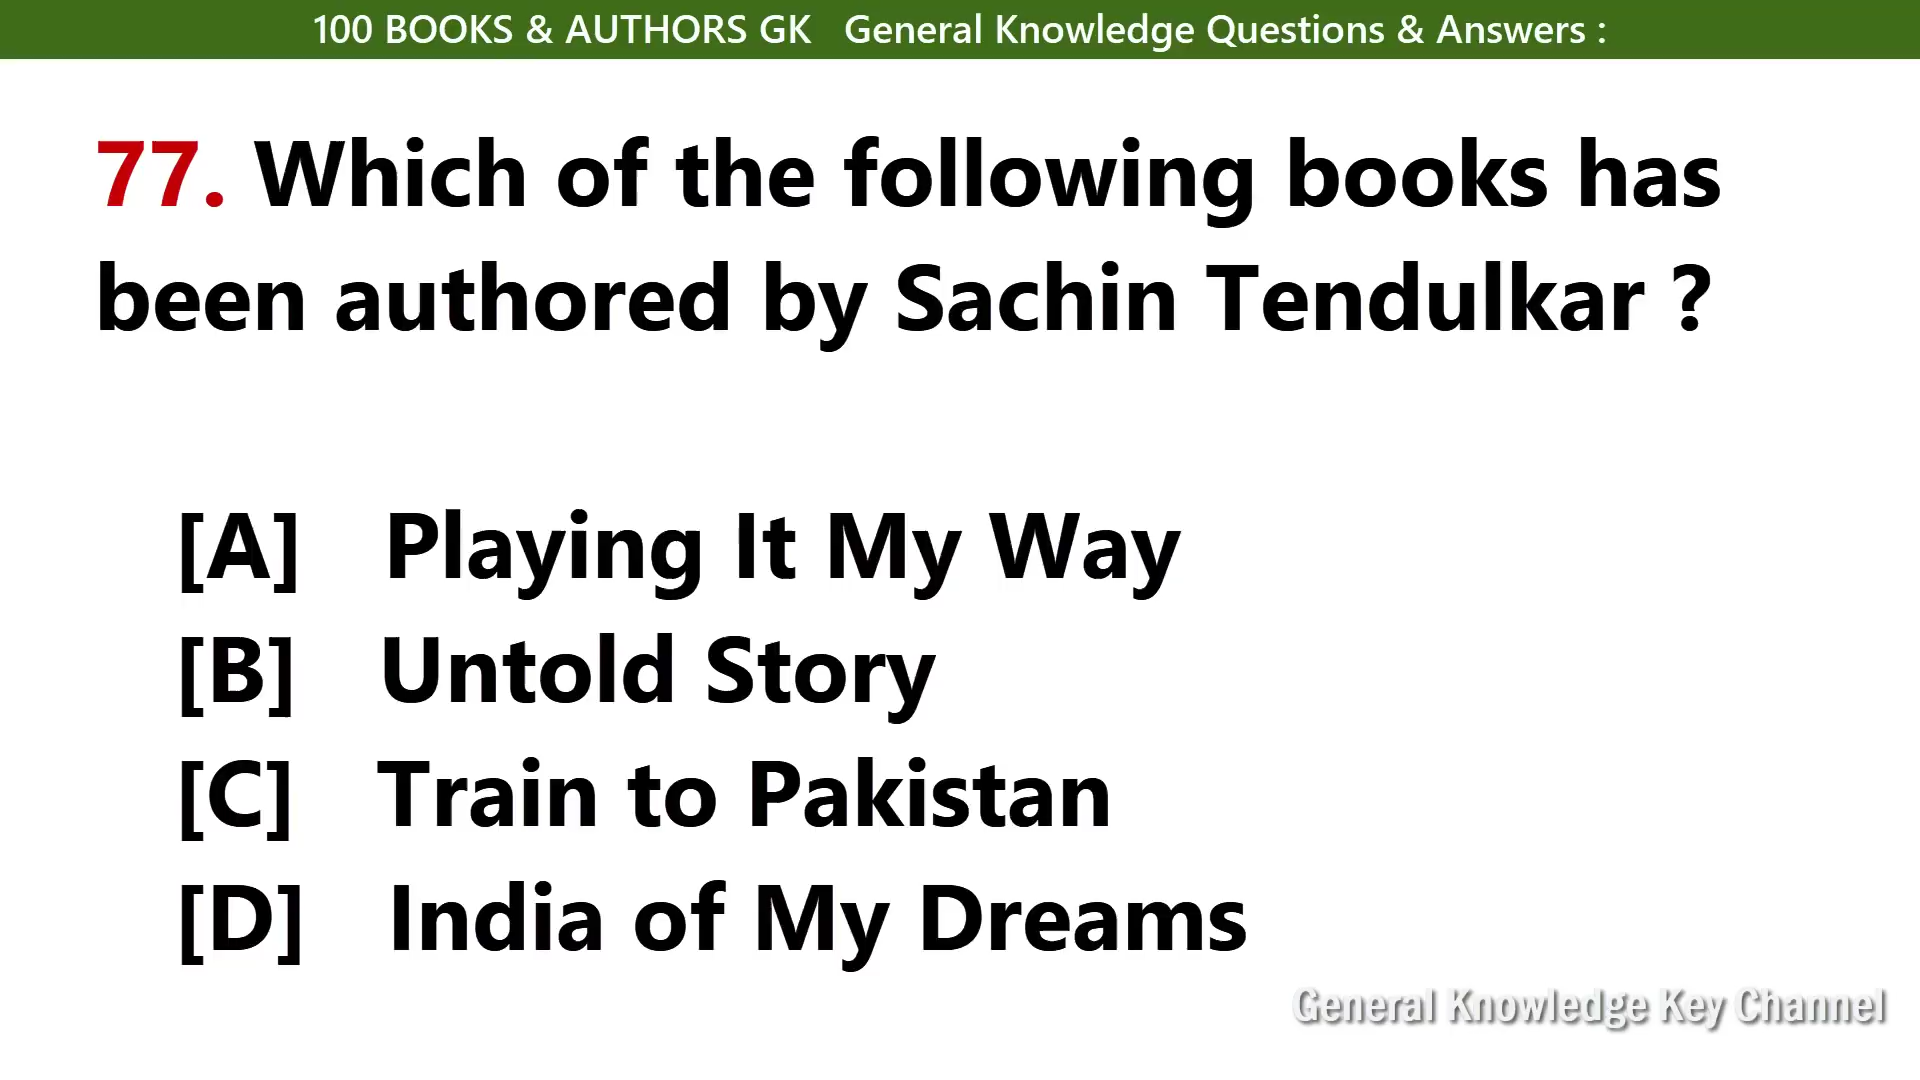 100 BOOKS & AUTHORS GK   General Knowledge Questions & Answers :
77. Which of the following books has
been authored by Sachin Tendulkar ?
[A]   Playing It My Way
[B]   Untold Story
[C]   Train to Pakistan
[D]   India of My Dreams
General Knowledge Key Channel